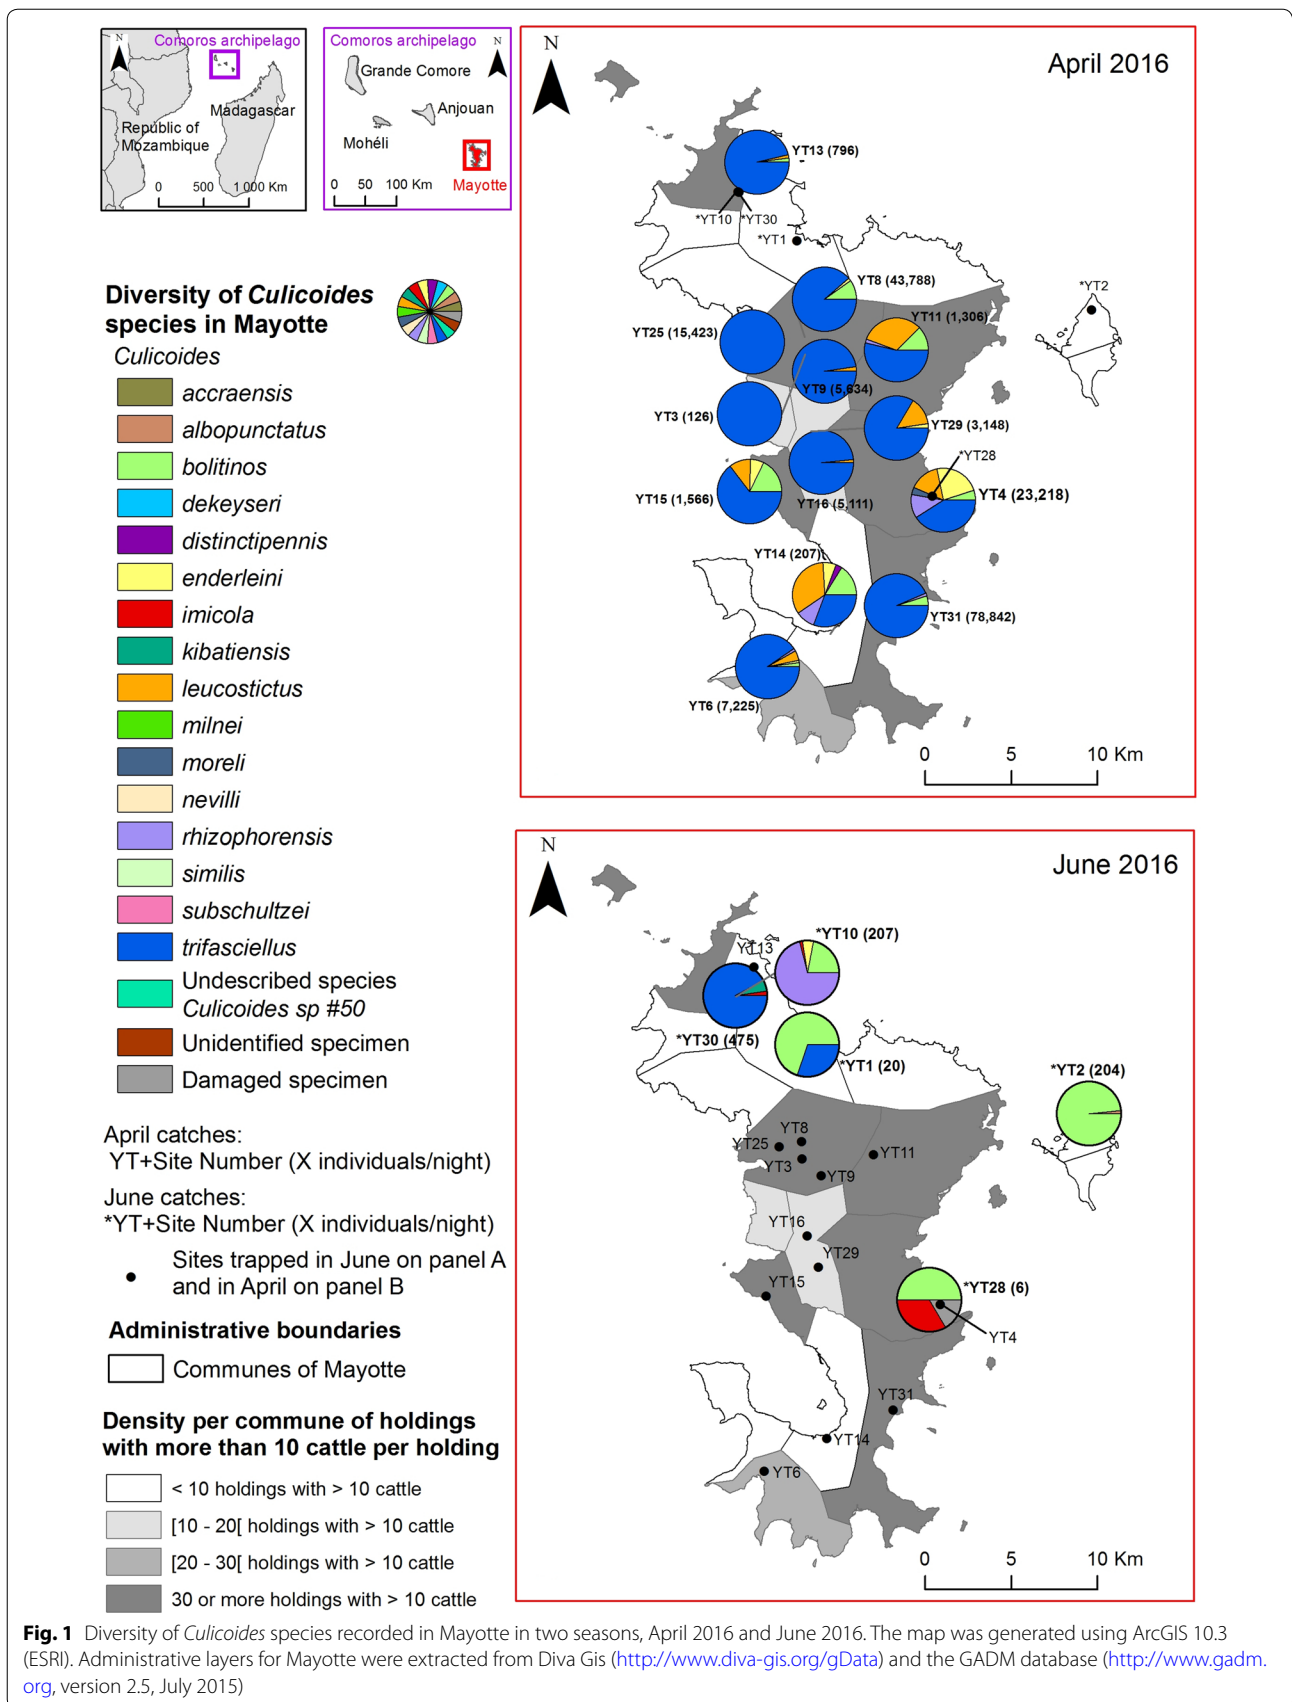 N
Comoros archipelago
Madagascar
Republic of
Mozambique
0 500 1 000 Km
Comoros archipelago
N
Grande Comore
Anjouan
Mohéli
Mayotte
0 50 100 Km
Diversity of Culicoides
species in Mayotte
Culicoides
accraensis
albopunctatus
bolitinos
dekeyseri
distinctipennis
enderleini
imicola
kibatiensis
leucostictus
milnei
moreli
nevilli
rhizophorensis
similis
subschultzei
trifasciellus
Undescribed species
Culicoides sp #50
Unidentified specimen
Damaged specimen
April catches:
YT+Site Number (X individuals/night)
June catches:
*YT+Site Number (X individuals/night)
Sites trapped in June on panel A
and in April on panel B
Administrative boundaries
Communes of Mayotte
Density per commune of holdings
with more than 10 cattle per holding
< 10 holdings with > 10 cattle
[10 - 20[ holdings with > 10 cattle
[20 - 30[ holdings with > 10 cattle
30 or more holdings with > 10 cattle
N
April 2016
YT13 (796)
*YT10 *YT30
*YT1
YT8 (43,788)
*YT2
YT11 (1,306)
YT25 (15,423)
YT9 (5,634)
YT3 (126)
YT29 (3,148)
*YT28
YT15 (1,566)
YT16 (5,111)
YT4 (23,218)
YT14 (207)
YT31 (78,842)
YT6 (7,225)
0 5 10 Km
N
June 2016
*YT10 (207)
YT13
*YT30 (475)
*YT1 (20)
*YT2 (204)
YT8
YT25
YT11
YT3
YT9
YT16
YT29
YT15
*YT28 (6)
YT4
YT31
YT14
YT6
0 5 10 Km
Fig. 1 Diversity of Culicoides species recorded in Mayotte in two seasons, April 2016 and June 2016. The map was generated using ArcGIS 10.3
(ESRI). Administrative layers for Mayotte were extracted from Diva Gis (http://www.diva-gis.org/gData) and the GADM database (http://www.gadm.
org, version 2.5, July 2015)